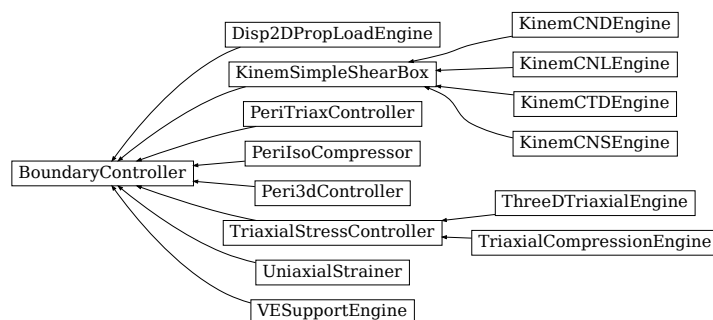 KinemCNDEngine
Disp2DPropLoadEngine
KinemCNLEngine
KinemSimpleShearBox
KinemCTDEngine
PeriTriaxController
KinemCNSEngine
PeriIsoCompressor
BoundaryController
Peri3dController
ThreeDTriaxialEngine
TriaxialStressController
TriaxialCompressionEngine
UniaxialStrainer
VESupportEngine